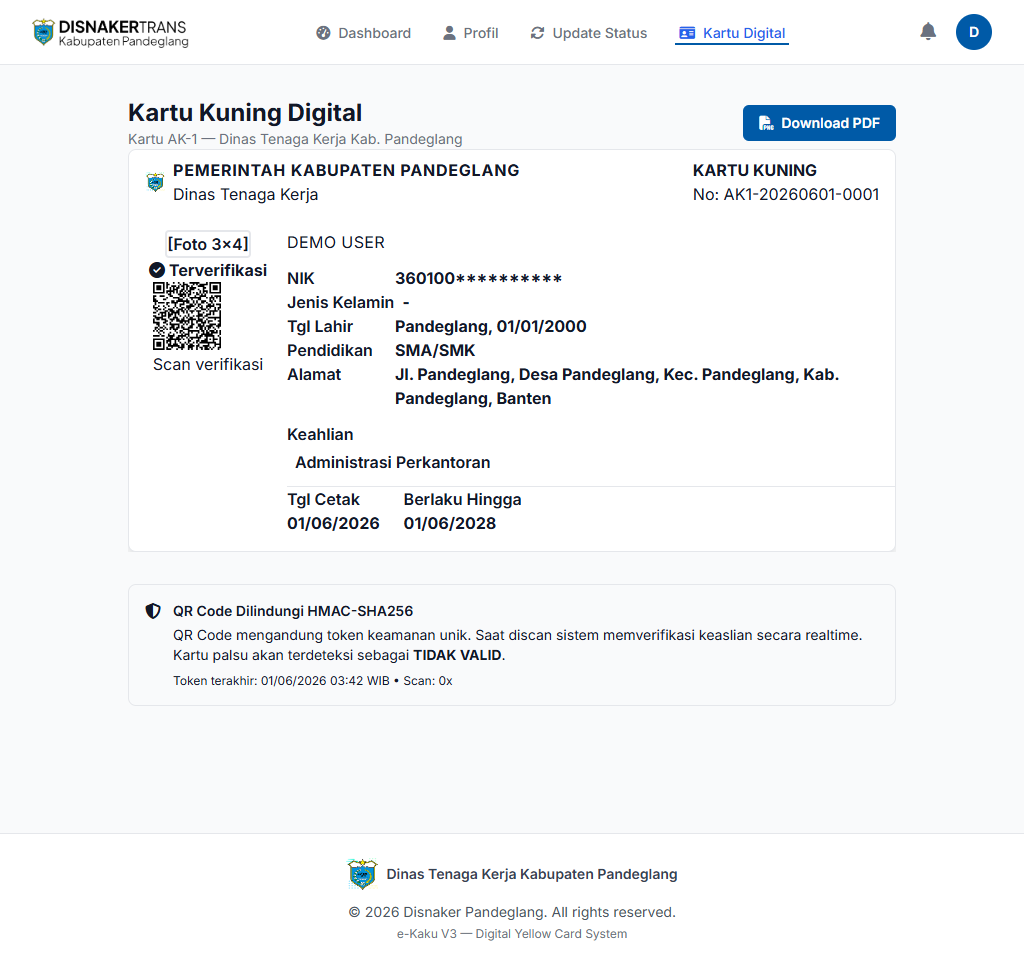 DISNAKERTRANS
Kabupaten Pandeglang
Dashboard
Profil
Update Status
Kartu Digital
D
Kartu Kuning Digital
Kartu AK-1 — Dinas Tenaga Kerja Kab. Pandeglang
Download PDF
PEMERINTAH KABUPATEN PANDEGLANG
Dinas Tenaga Kerja
KARTU KUNING
No: AK1-20260601-0001
[Foto 3×4]
Terverifikasi
Scan verifikasi
DEMO USER
NIK 360100**********
Jenis Kelamin -
Tgl Lahir Pandeglang, 01/01/2000
Pendidikan SMA/SMK
Alamat Jl. Pandeglang, Desa Pandeglang, Kec. Pandeglang, Kab.
Pandeglang, Banten
Keahlian
Administrasi Perkantoran
Tgl Cetak Berlaku Hingga
01/06/2026 01/06/2028
QR Code Dilindungi HMAC-SHA256
QR Code mengandung token keamanan unik. Saat discan sistem memverifikasi keaslian secara realtime.
Kartu palsu akan terdeteksi sebagai TIDAK VALID.
Token terakhir: 01/06/2026 03:42 WIB • Scan: 0x
Dinas Tenaga Kerja Kabupaten Pandeglang
© 2026 Disnaker Pandeglang. All rights reserved.
e-Kaku V3 — Digital Yellow Card System